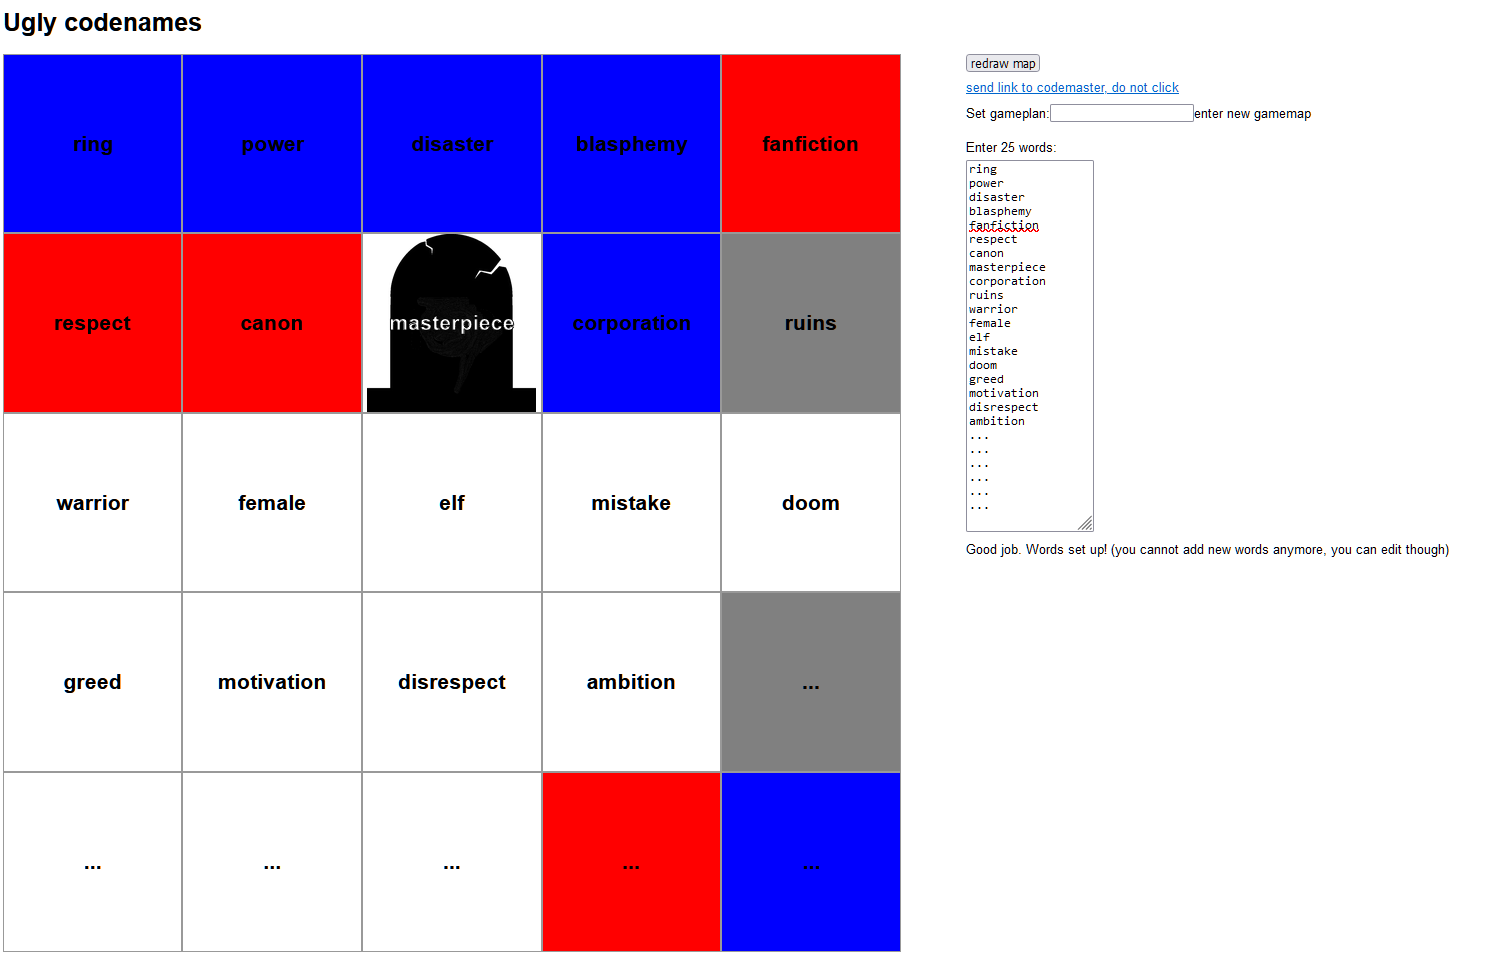 Ugly codenames
ring power disaster blasphemy fanfiction
respect canon masterpiece corporation ruins
warrior female elf mistake doom
greed motivation disrespect ambition ...
... ... ... ... ...
redraw map
send link to codemaster, do not click
Set gameplan: enter new gamemap
Enter 25 words:
ring
power
disaster
blasphemy
fanfiction
respect
canon
masterpiece
corporation
ruins
warrior
female
elf
mistake
doom
greed
motivation
disrespect
ambition
...
...
...
...
...
...
Good job. Words set up! (you cannot add new words anymore, you can edit though)